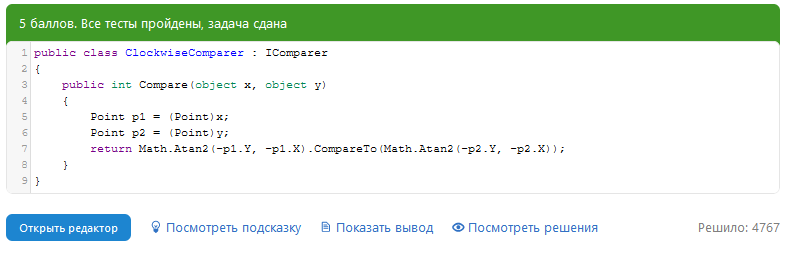 5 баллов. Все тесты пройдены, задача сдана
1 public class ClockwiseComparer : IComparer
2 {
3     public int Compare(object x, object y)
4     {
5         Point p1 = (Point)x;
6         Point p2 = (Point)y;
7         return Math.Atan2(-p1.Y, -p1.X).CompareTo(Math.Atan2(-p2.Y, -p2.X));
8     }
9 }
Открыть редактор Посмотреть подсказку Показать вывод Посмотреть решения Решило: 4767